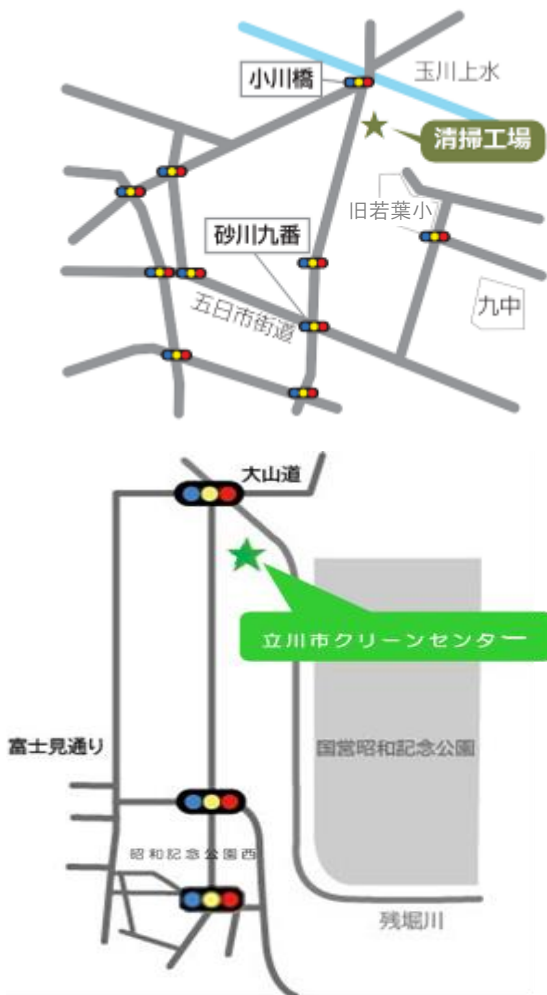 玉川上水
小川橋
清掃工場
旧若葉小
砂川九番
五日市街道
九中
大山道
立川市クリーンセンター
富士見通り
国営昭和記念公園
昭和記念公園西
残堀川